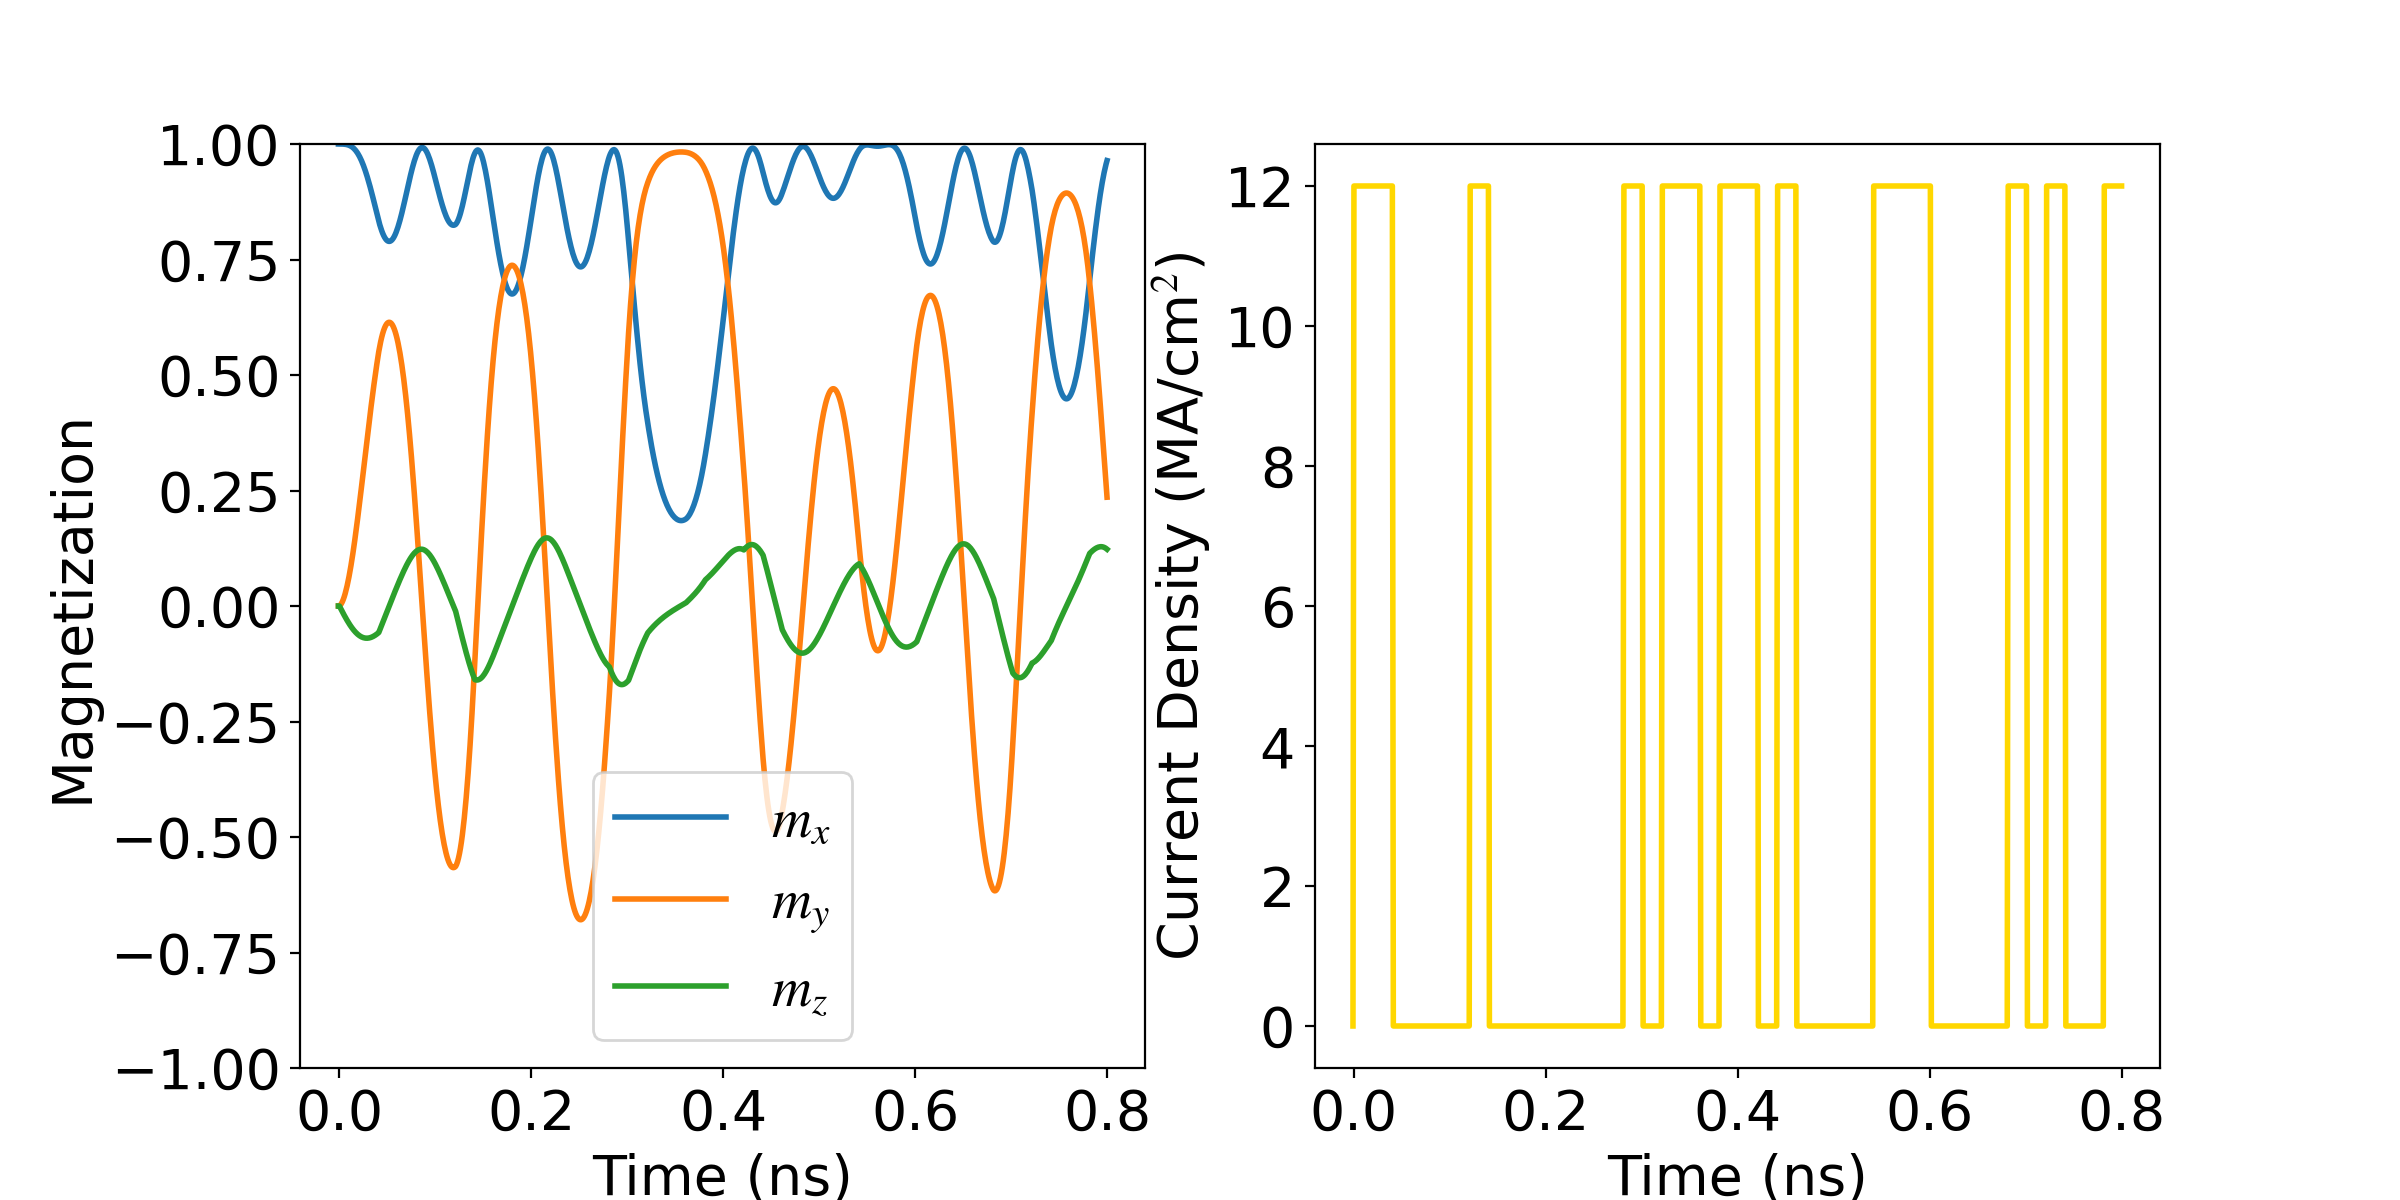 1.00
0.75
0.50
0.25
0.00
−0.25
−0.50
−0.75
−1.00
Magnetization
0.0 0.2 0.4 0.6 0.8
Time (ns)
m_x
m_y
m_z
12
10
8
6
4
2
0
Current Density (MA/cm²)
0.0 0.2 0.4 0.6 0.8
Time (ns)